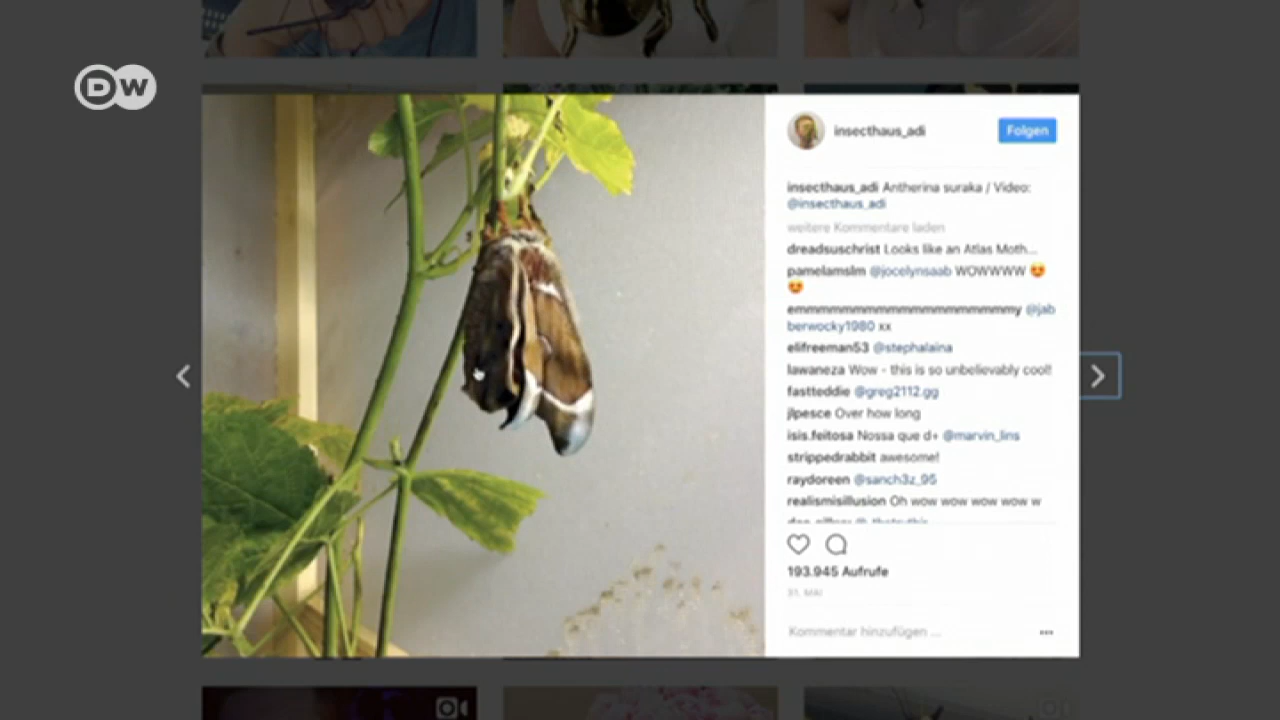 DW
insecthaus_adi
Folgen
insecthaus_adi Antherina suraka / Video:
@insecthaus_adi
weitere Kommentare laden
dreadsuschrist Looks like an Atlas Moth...
pamelamslm @jocelynsaab WOWWWW 😍
😍
emmmmmmmmmmmmmmmmmmmy @jab
berwocky1980 xx
elifreeman53 @stephalaina
lawaneza Wow - this is so unbelievably cool!
fastteddie @greg2112.gg
jlpesce Over how long
isis.feitosa Nossa que d+ @marvin_lins
strippedrabbit awesome!
raydoreen @sanch3z_95
realismisillusion Oh wow wow wow wow w
193.945 Aufrufe
31. MAI
Kommentar hinzufügen ...